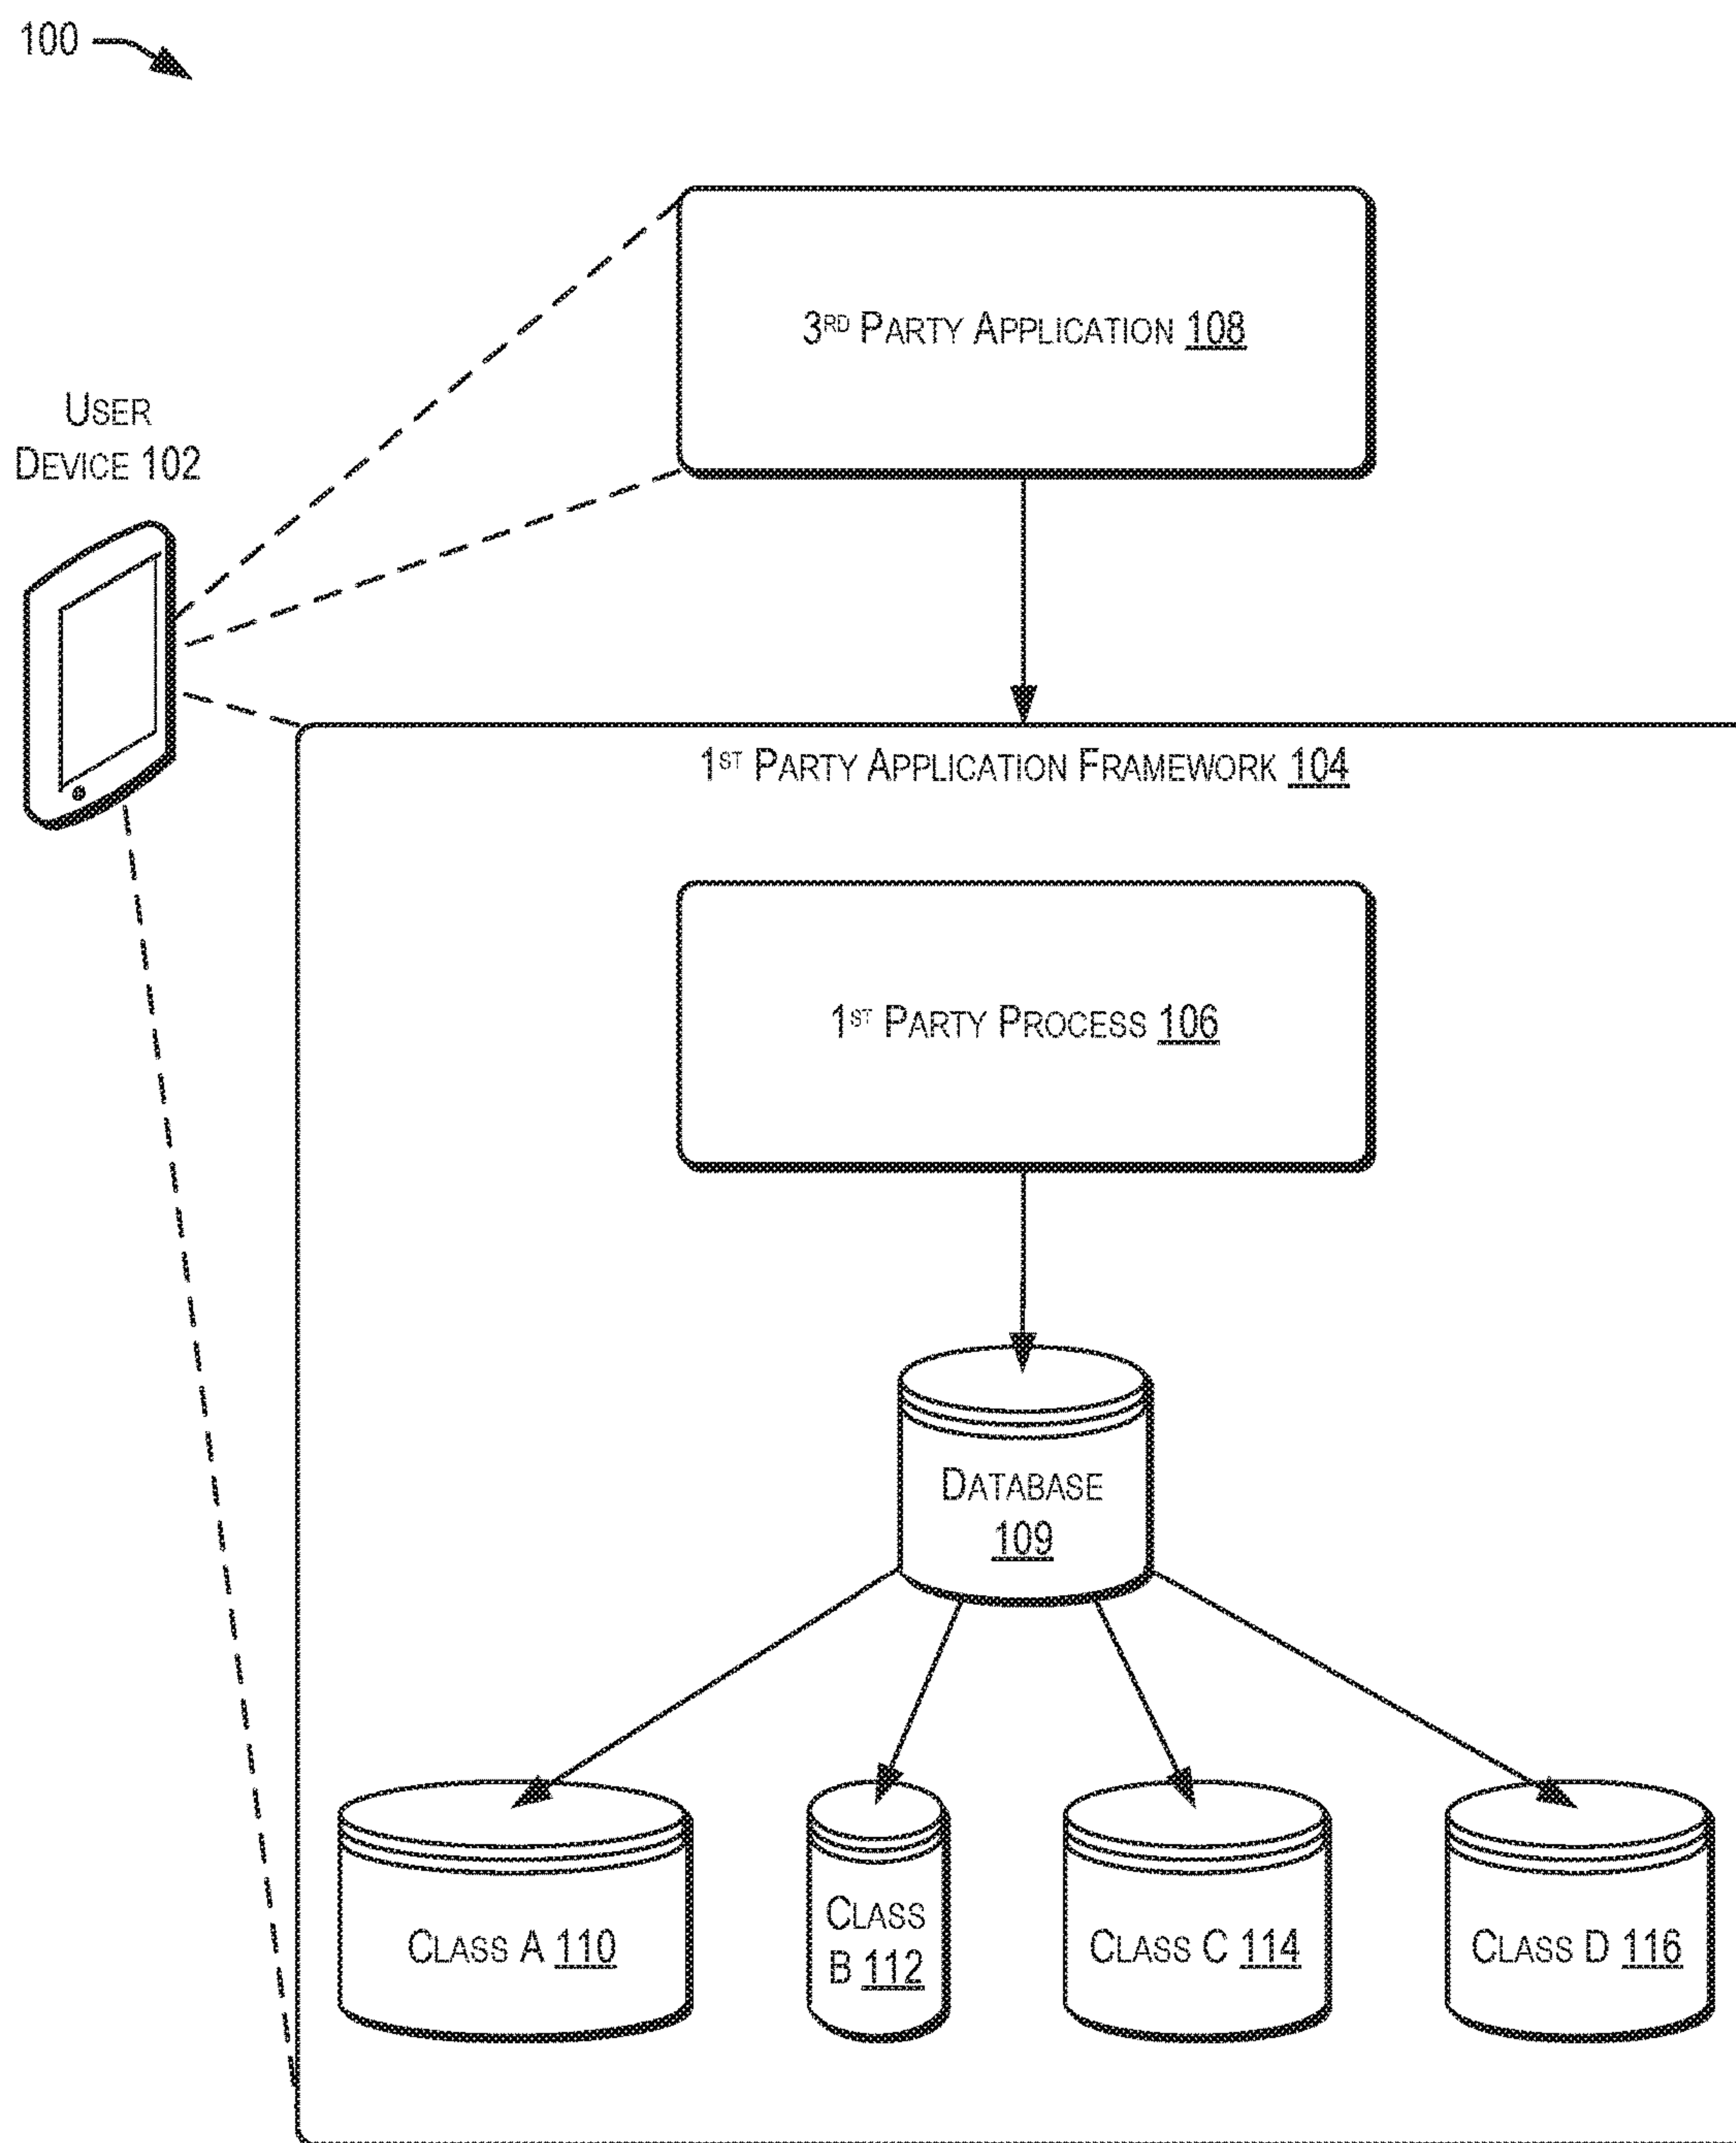 100
3RD PARTY APPLICATION 108
USER
DEVICE 102
1ST PARTY APPLICATION FRAMEWORK 104
1ST PARTY PROCESS 106
DATABASE
109
CLASS A 110
CLASS
B 112
CLASS C 114
CLASS D 116